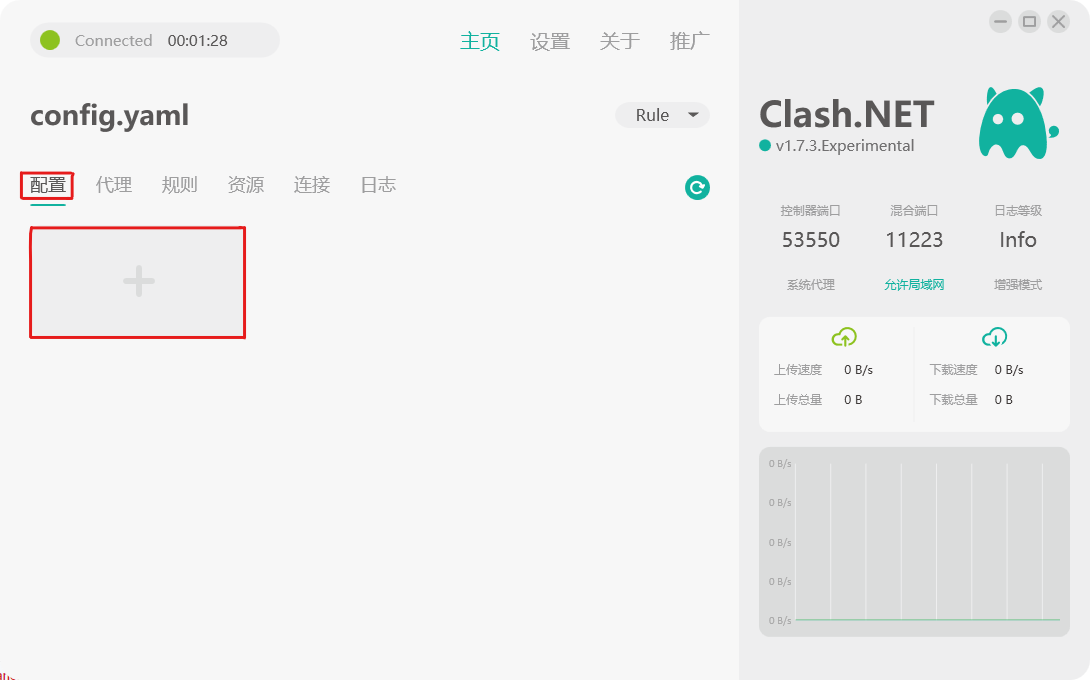 Connected 00:01:28
主页 设置 关于 推广
config.yaml
Rule
配置 代理 规则 资源 连接 日志
Clash.NET
v1.7.3.Experimental
控制器端口 混合端口 日志等级
53550 11223 Info
系统代理 允许局域网 增强模式
上传速度 0 B/s 下载速度 0 B/s
上传总量 0 B 下载总量 0 B
0 B/s
0 B/s
0 B/s
0 B/s
0 B/s